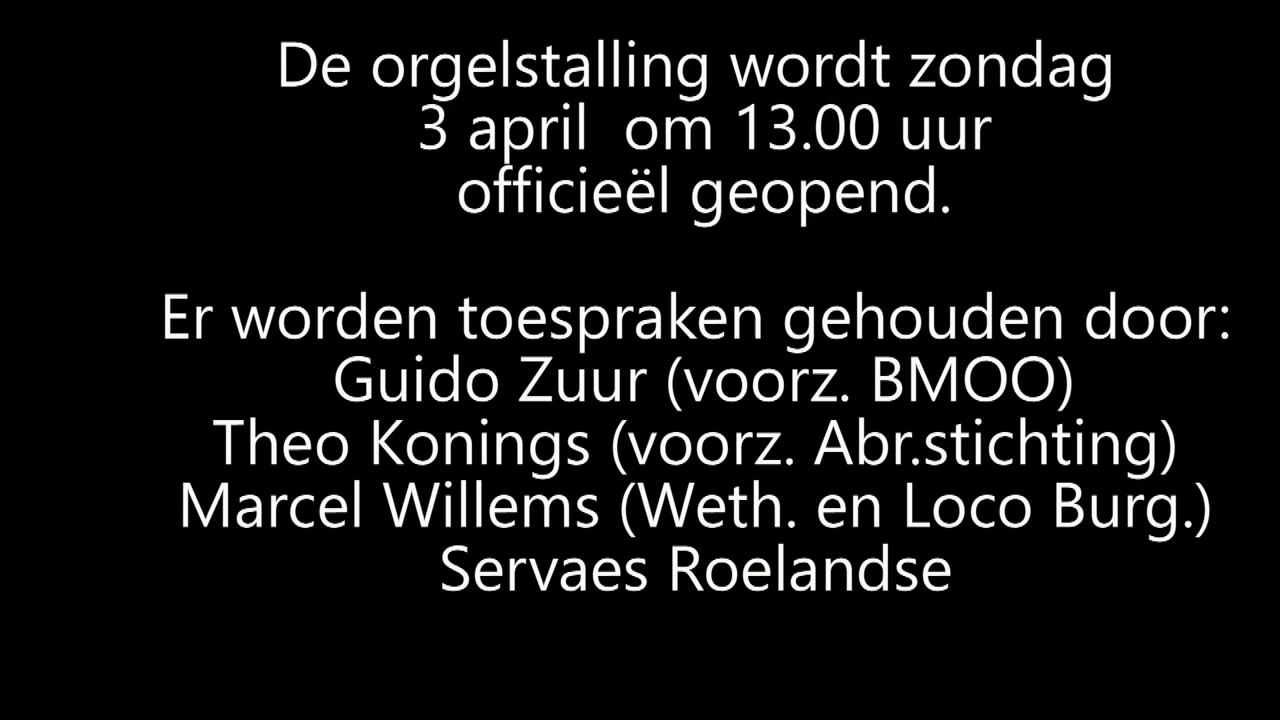 De orgelstalling wordt zondag
3 april om 13.00 uur
officieël geopend.
Er worden toespraken gehouden door:
Guido Zuur (voorz. BMOO)
Theo Konings (voorz. Abr.stichting)
Marcel Willems (Weth. en Loco Burg.)
Servaes Roelandse